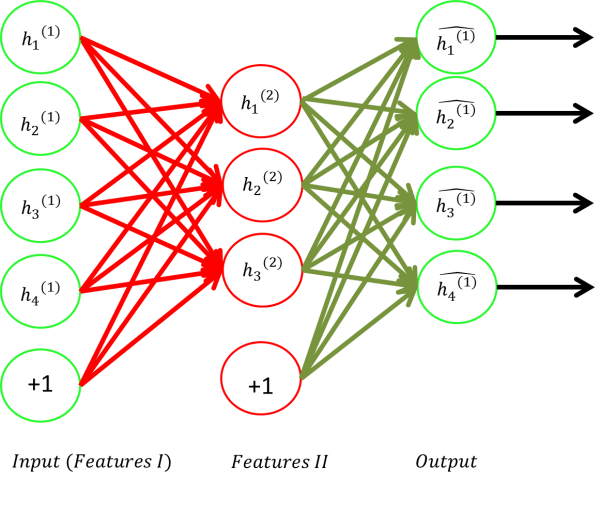 h₁⁽¹⁾
h₂⁽¹⁾
h₃⁽¹⁾
h₄⁽¹⁾
+1
Input (Features I)
h₁⁽²⁾
h₂⁽²⁾
h₃⁽²⁾
+1
Features II
ĥ₁⁽¹⁾
ĥ₂⁽¹⁾
ĥ₃⁽¹⁾
ĥ₄⁽¹⁾
Output